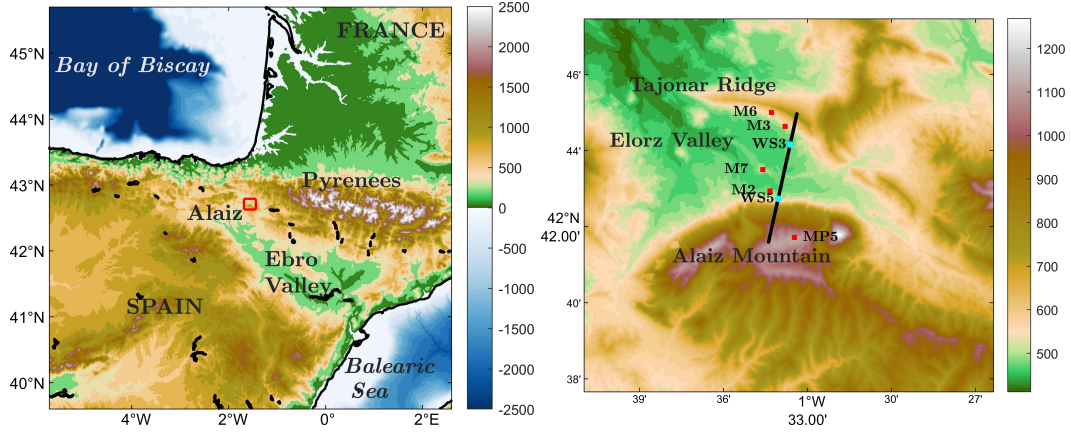 FRANCE
Bay of Biscay
Pyrenees
Alaiz
Ebro
Valley
SPAIN
Balearic
Sea
45°N
44°N
43°N
42°N
41°N
40°N
4°W
2°W
0°
2°E
2500
2000
1500
1000
500
0
-500
-1000
-1500
-2000
-2500
Tajonar Ridge
M6
M3
Elorz Valley
WS3
M7
M2
WS5
MP5
Alaiz Mountain
46'
44'
42°N
42.00'
40'
38'
39'
36'
1°W
33.00'
30'
27'
1200
1100
1000
900
800
700
600
500